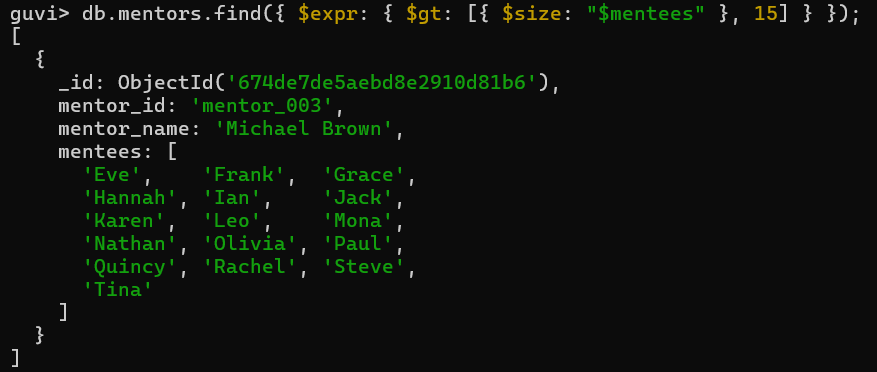 guvi> db.mentors.find({ $expr: { $gt: [{ $size: "$mentees" }, 15] } });
[
  {
    _id: ObjectId('674de7de5aebd8e2910d81b6'),
    mentor_id: 'mentor_003',
    mentor_name: 'Michael Brown',
    mentees: [
      'Eve',    'Frank',  'Grace',
      'Hannah', 'Ian',    'Jack',
      'Karen',  'Leo',    'Mona',
      'Nathan', 'Olivia', 'Paul',
      'Quincy', 'Rachel', 'Steve',
      'Tina'
    ]
  }
]